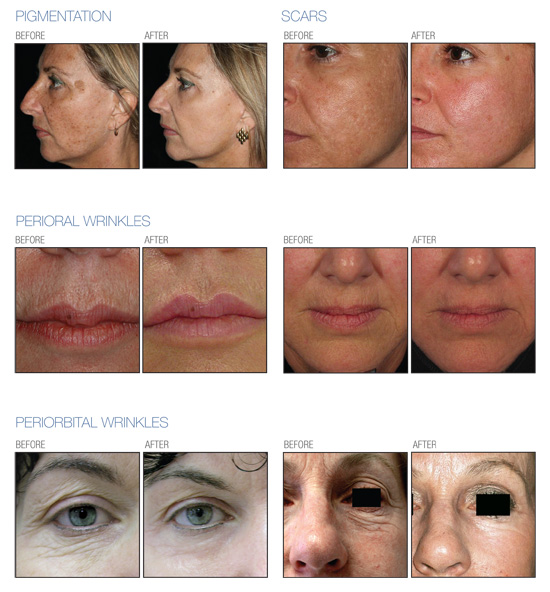 PIGMENTATION
SCARS
BEFORE
AFTER
BEFORE
AFTER
PERIORAL WRINKLES
BEFORE
AFTER
BEFORE
AFTER
PERIORBITAL WRINKLES
BEFORE
AFTER
BEFORE
AFTER